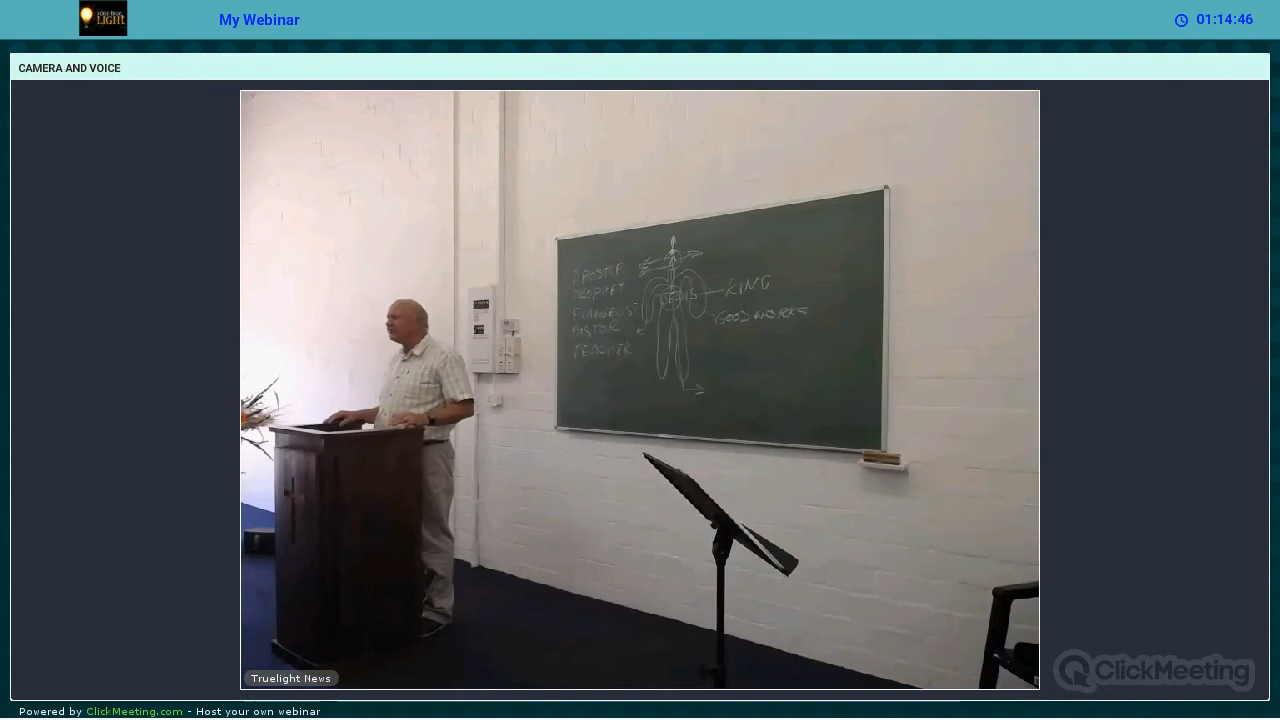 LIGHT
My Webinar
01:14:46
CAMERA AND VOICE
APOSTLE
PROPHET
EVANGELIST
PASTOR
TEACHER
KING
GOOD WORKS
Truelight News
ClickMeeting
Powered by ClickMeeting.com - Host your own webinar